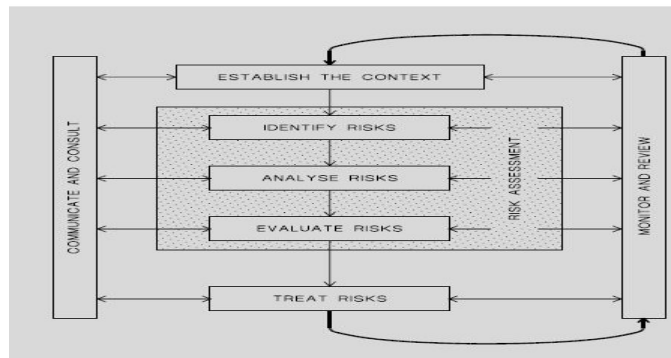 ESTABLISH THE CONTEXT
COMMUNICATE AND CONSULT
IDENTIFY RISKS
ANALYSE RISKS
EVALUATE RISKS
RISK ASSESSMENT
MONITOR AND REVIEW
TREAT RISKS